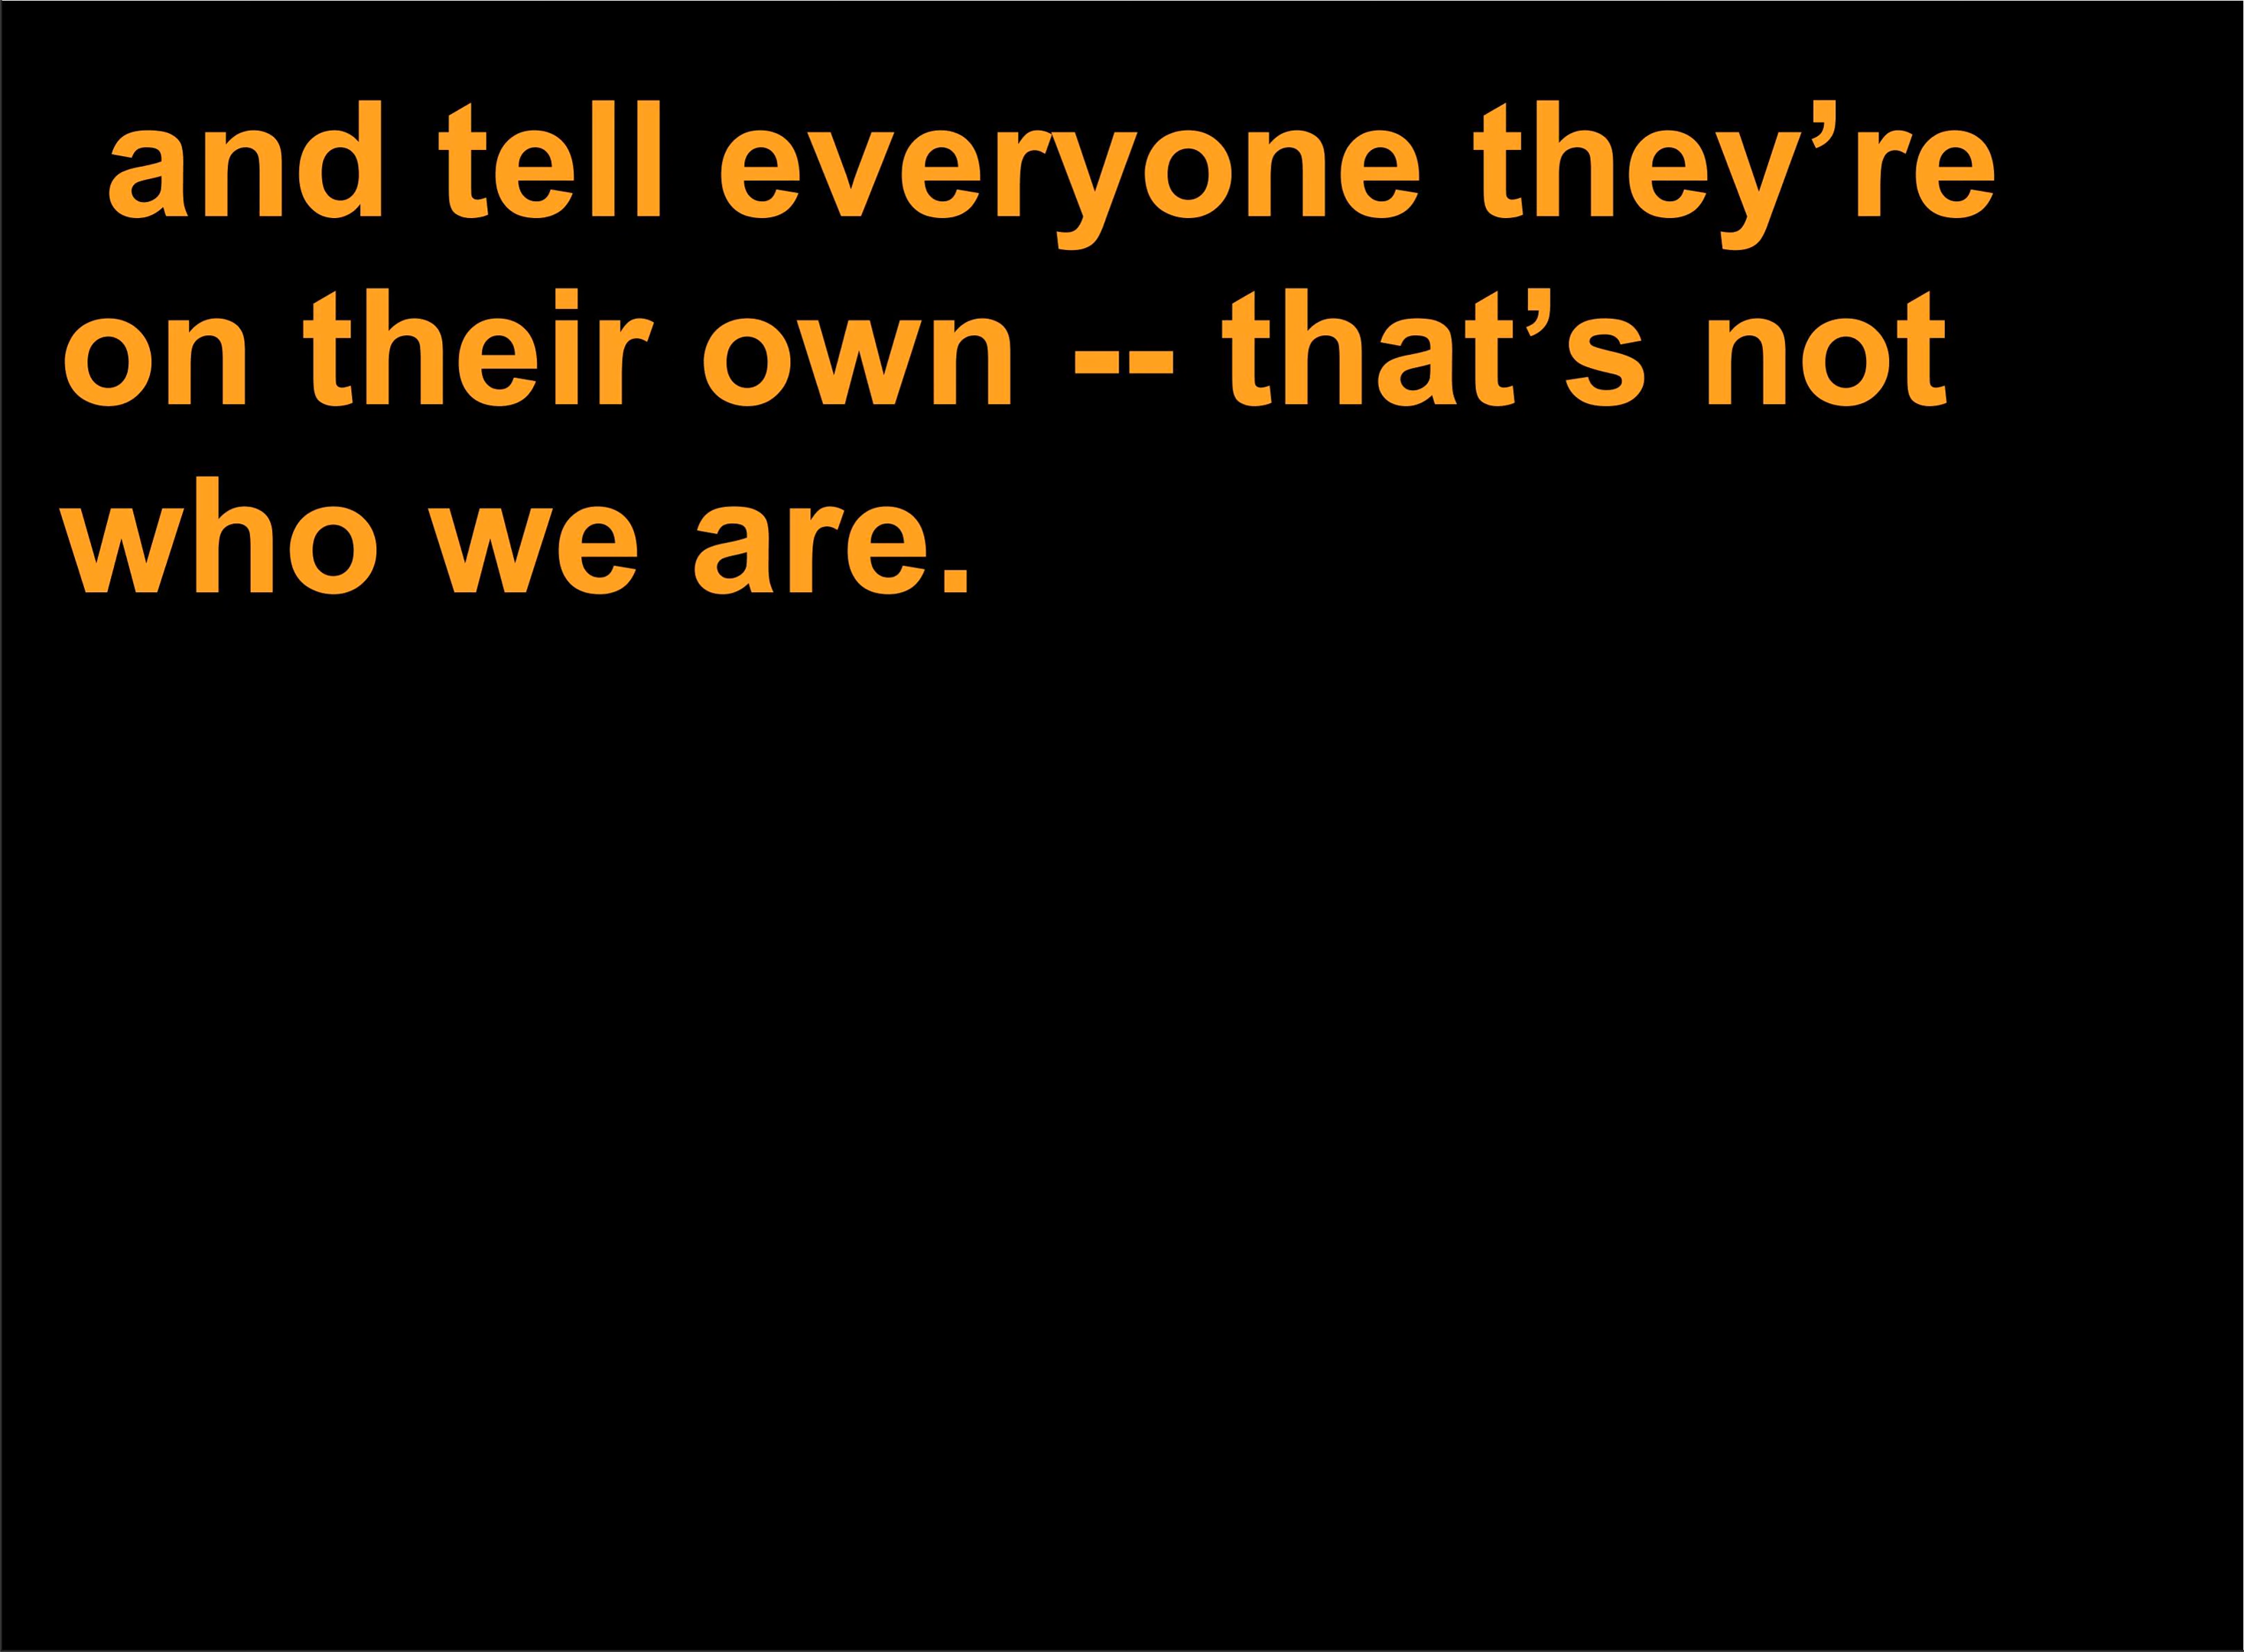 and tell everyone they’re
on their own -- that’s not
who we are.